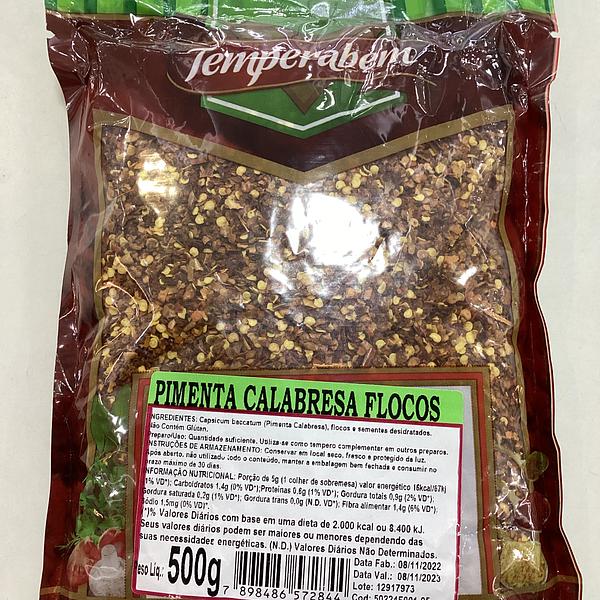 Temperabem
PIMENTA CALABRESA FLOCOS
INGREDIENTES: Capsicum baccatum (Pimenta Calabresa), flocos e sementes desidratados.
Não Contém Glúten.
Preparo/Uso: Quantidade suficiente. Utiliza-se como tempero complementar em outros preparos.
INSTRUÇÕES DE ARMAZENAMENTO: Conservar em local seco, fresco e protegido da luz.
Após aberto, não utilizado todo o conteúdo, manter a embalagem bem fechada e consumir no
prazo máximo de 30 dias.
INFORMAÇÃO NUTRICIONAL: Porção de 5g (1 colher de sobremesa) valor energético 16kcal/67kj
(1% VD*); Carboidratos 1,4g (0% VD*);Proteínas 0,6g (1% VD*); Gordura totais 0,9g (2% VD*);
Gordura saturada 0,2g (1% VD*); Gordura trans 0,0g (N.D. VD*); Fibra alimentar 1,4g (6% VD*);
Sódio 1,5mg (0% VD)*.
*)% Valores Diários com base em uma dieta de 2.000 kcal ou 8.400 kJ.
Seus valores diários podem ser maiores ou menores dependendo das
suas necessidades energéticas. (N.D.) Valores Diários Não Determinados.
eso Líq.: 500g
7 898486 572844
Data Fab.: 08/11/2022
Data Val.: 08/11/2023
Lote: 12917973